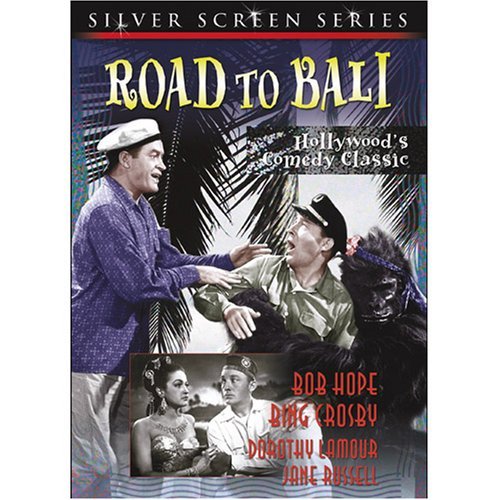 SILVER SCREEN SERIES
ROAD TO BALI
Hollywood's
Comedy Classic
BOB HOPE
BING CROSBY
DOROTHY LAMOUR
JANE RUSSELL